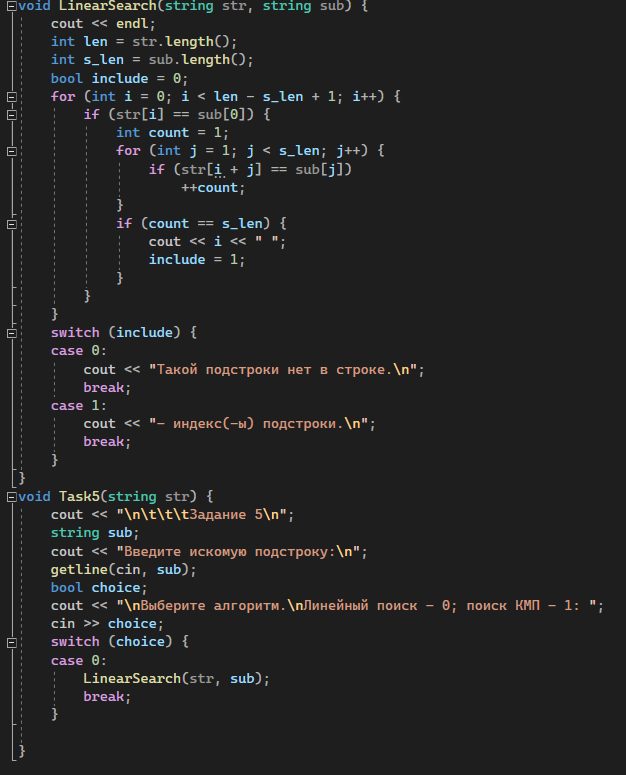 void LinearSearch(string str, string sub) {
    cout << endl;
    int len = str.length();
    int s_len = sub.length();
    bool include = 0;
    for (int i = 0; i < len - s_len + 1; i++) {
        if (str[i] == sub[0]) {
            int count = 1;
            for (int j = 1; j < s_len; j++) {
                if (str[i + j] == sub[j])
                    ++count;
            }
            if (count == s_len) {
                cout << i << " ";
                include = 1;
            }
        }
    }
    switch (include) {
    case 0:
        cout << "Такой подстроки нет в строке.\n";
        break;
    case 1:
        cout << "- индекс(-ы) подстроки.\n";
        break;
    }
}
void Task5(string str) {
    cout << "\n\t\t\tЗадание 5\n";
    string sub;
    cout << "Введите искомую подстроку:\n";
    getline(cin, sub);
    bool choice;
    cout << "\nВыберите алгоритм.\nЛинейный поиск - 0; поиск КМП - 1: ";
    cin >> choice;
    switch (choice) {
    case 0:
        LinearSearch(str, sub);
        break;
    }

}